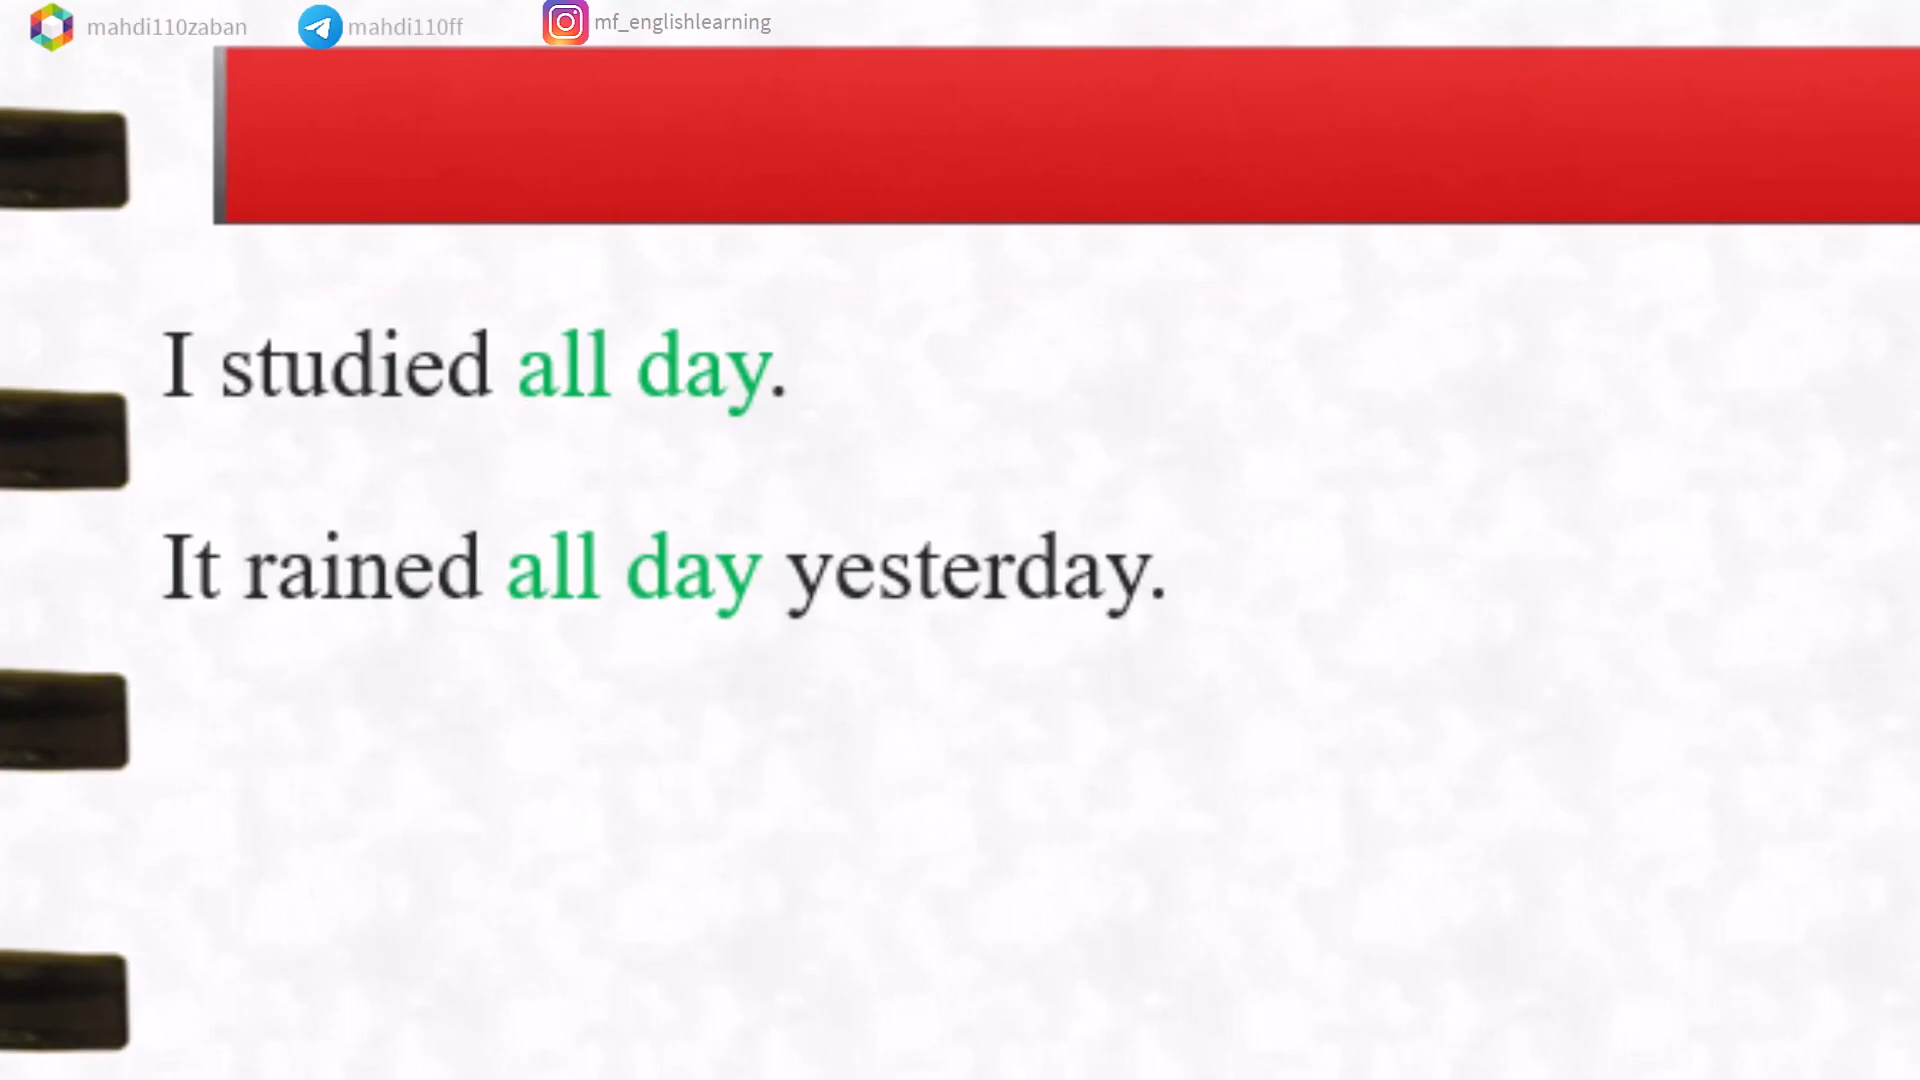 mahdi110zaban mahdi110ff mf_englishlearning
I studied all day.
It rained all day yesterday.